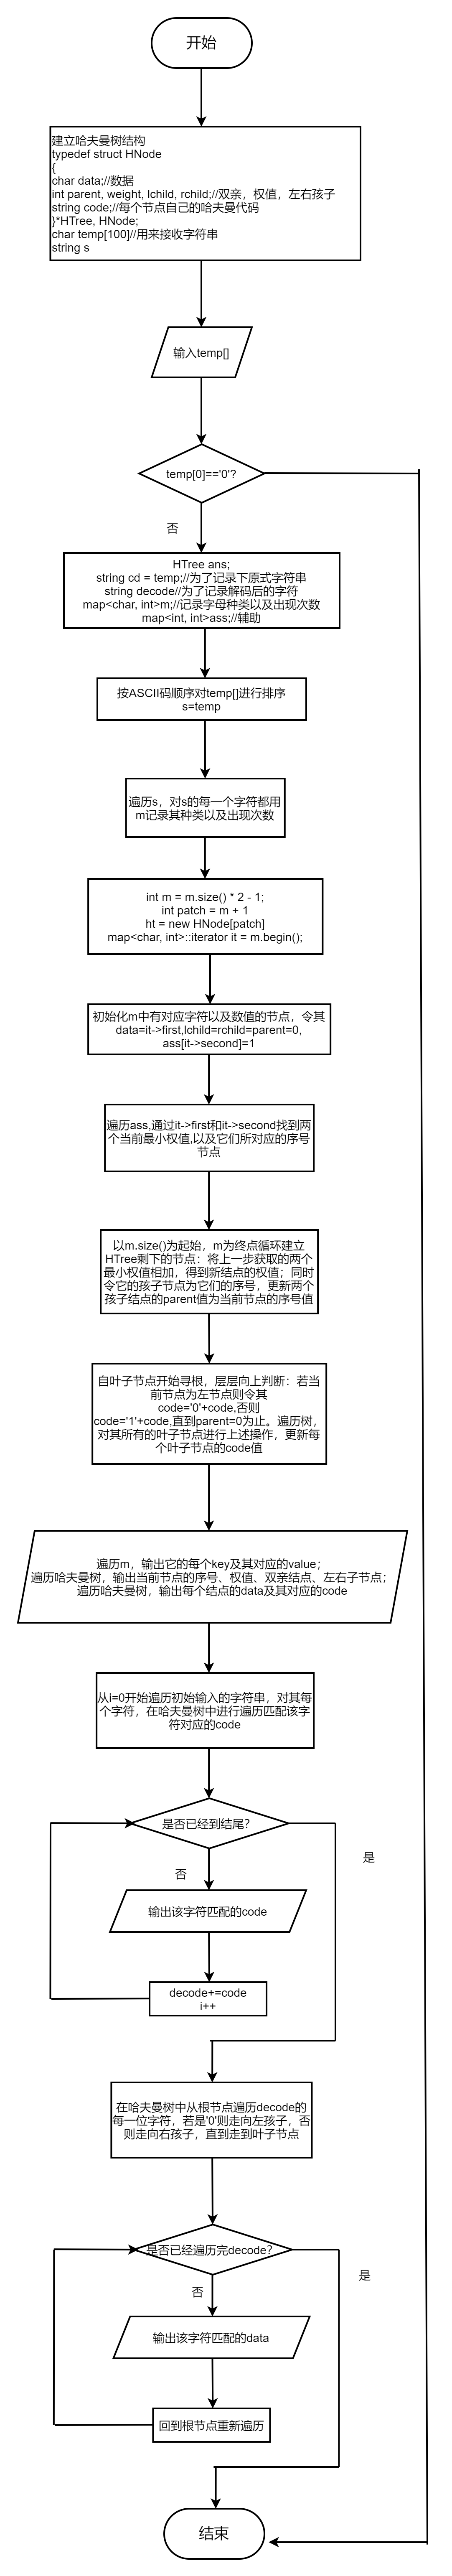 开始
建立哈夫曼树结构
typedef struct HNode
{
char data;//数据
int parent, weight, lchild, rchild;//双亲，权值，左右孩子
string code;//每个节点自己的哈夫曼代码
}*HTree, HNode;
char temp[100]//用来接收字符串
string s
输入temp[]
temp[0]=='0'?
否
HTree ans;
string cd = temp;//为了记录下原式字符串
string decode//为了记录解码后的字符
map<char, int>m;//记录字母种类以及出现次数
map<int, int>ass;//辅助
按ASCII码顺序对temp[]进行排序
s=temp
遍历s，对s的每一个字符都用
m记录其种类以及出现次数
int m = m.size() * 2 - 1;
int patch = m + 1
ht = new HNode[patch]
map<char, int>::iterator it = m.begin();
初始化m中有对应字符以及数值的节点，令其
data=it->first,lchild=rchild=parent=0,
ass[it->second]=1
遍历ass,通过it->first和it->second找到两
个当前最小权值,以及它们所对应的序号
节点
以m.size()为起始，m为终点循环建立
HTree剩下的节点：将上一步获取的两个
最小权值相加，得到新结点的权值；同时
令它的孩子节点为它们的序号，更新两个
孩子结点的parent值为当前节点的序号值
自叶子节点开始寻根，层层向上判断：若当
前节点为左节点则令其
code='0'+code,否则
code='1'+code,直到parent=0为止。遍历树，
对其所有的叶子节点进行上述操作，更新每
个叶子节点的code值
遍历m，输出它的每个key及其对应的value；
遍历哈夫曼树，输出当前节点的序号、权值、双亲结点、左右子节点；
遍历哈夫曼树，输出每个结点的data及其对应的code
从i=0开始遍历初始输入的字符串，对其每
个字符，在哈夫曼树中进行遍历匹配该字
符对应的code
是否已经到结尾？
是
否
输出该字符匹配的code
decode+=code
i++
在哈夫曼树中从根节点遍历decode的
每一位字符，若是'0'则走向左孩子，否
则走向右孩子，直到走到叶子节点
是否已经遍历完decode？
是
否
输出该字符匹配的data
回到根节点重新遍历
结束